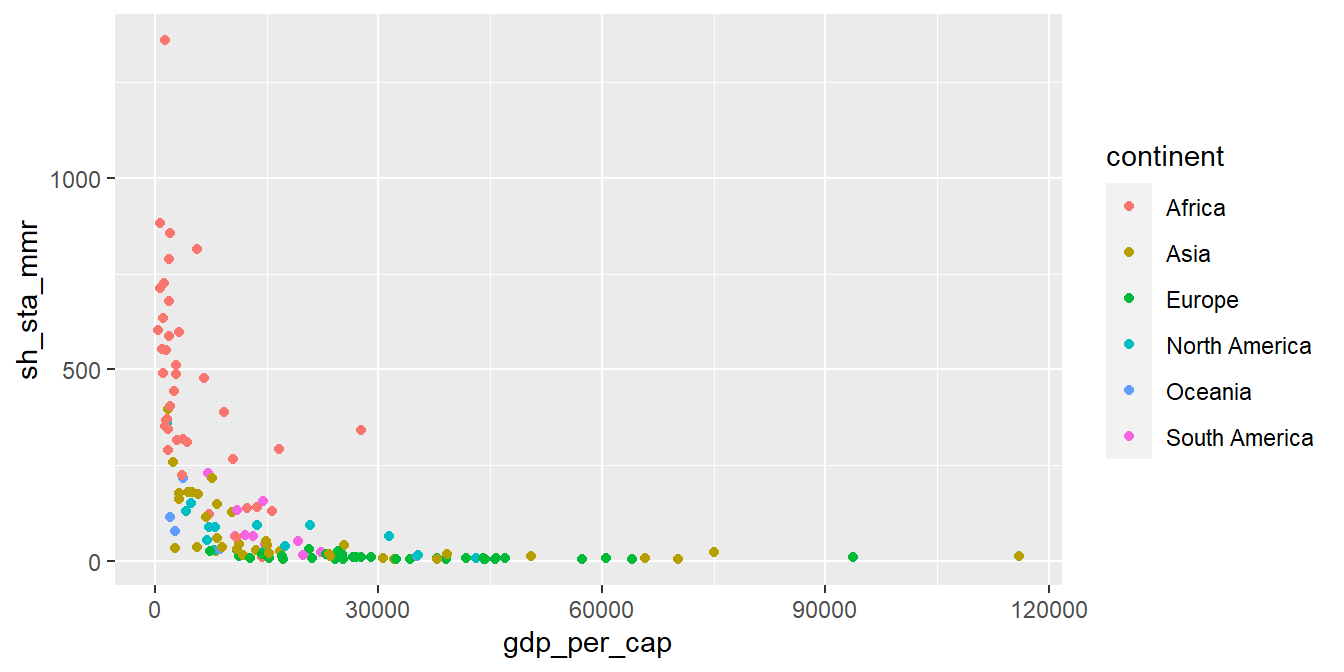 sh_sta_mmr
1000
500
0
0
30000
60000
90000
120000
gdp_per_cap
continent
Africa
Asia
Europe
North America
Oceania
South America